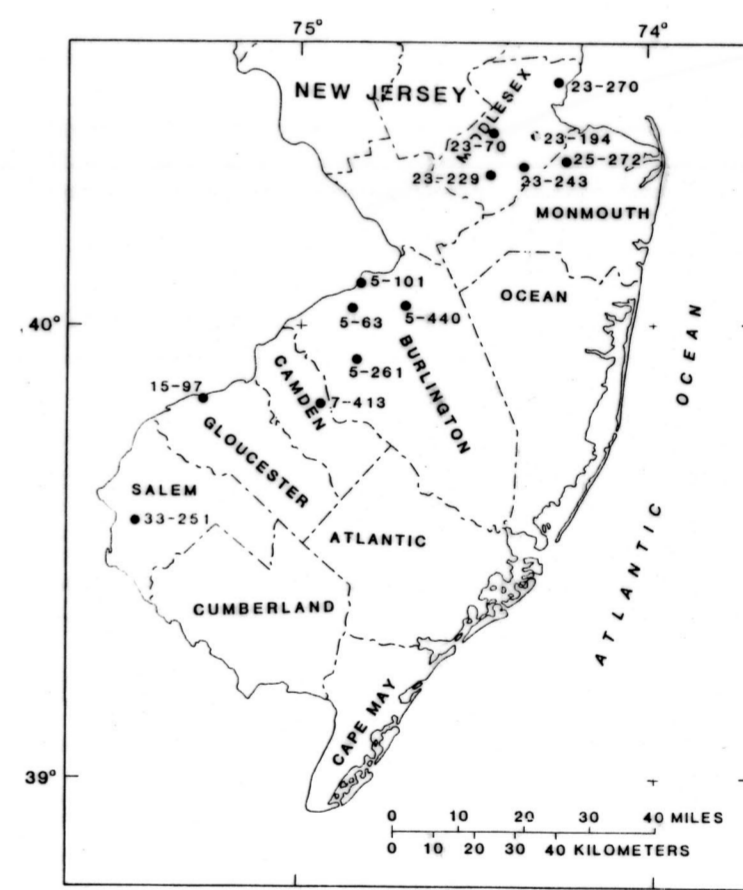 75° 74°
NEW JERSEY
MIDDLESEX
23-270
23-70
23-194
25-272
23-229
23-243
MONMOUTH
5-101
OCEAN
5-63
5-440
40°
5-261
BURLINGTON
CAMDEN
15-97
7-413
GLOUCESTER
SALEM
33-251
ATLANTIC
CUMBERLAND
CAPE MAY
ATLANTIC OCEAN
39°
0 10 20 30 40 MILES
0 10 20 30 40 KILOMETERS